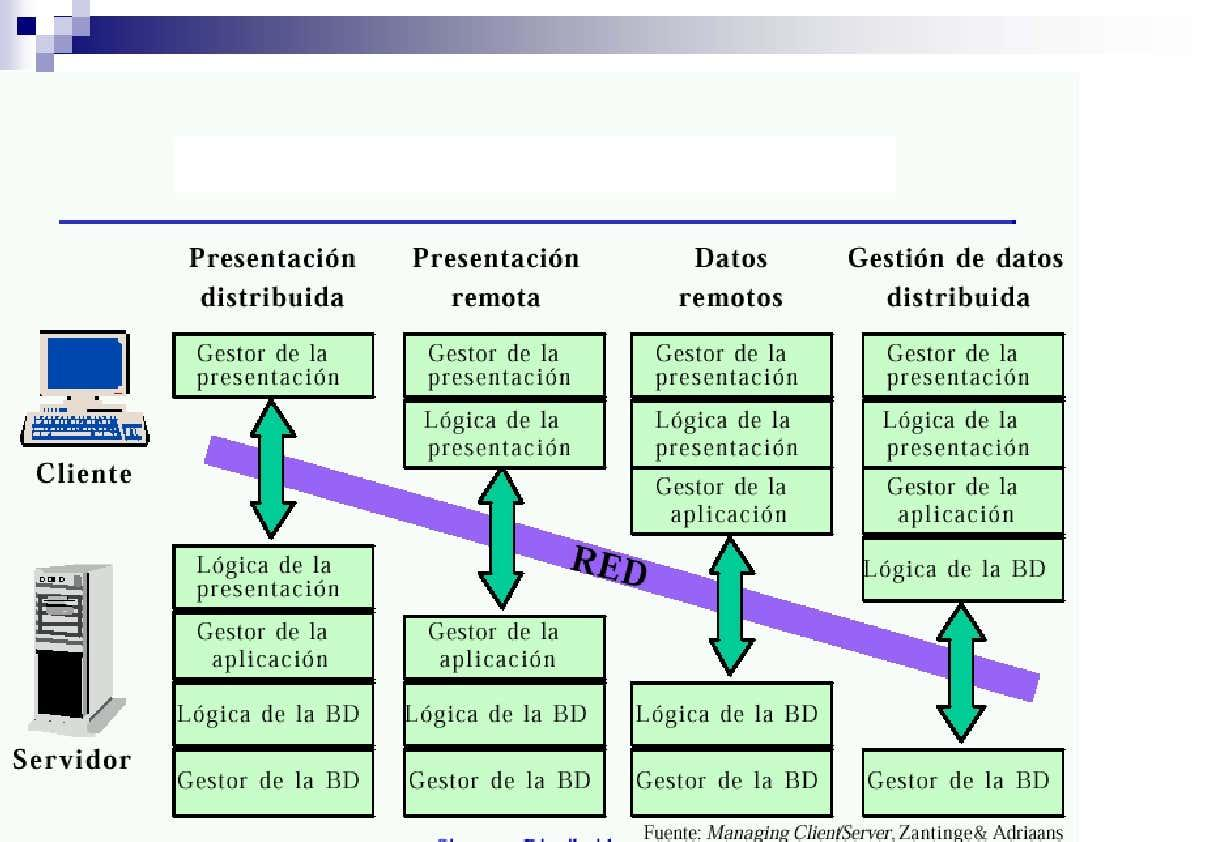 Presentación
distribuida
Presentación
remota
Datos
remotos
Gestión de datos
distribuida
Cliente
Servidor
Gestor de la
presentación
Lógica de la
presentación
Gestor de la
aplicación
Lógica de la BD
Gestor de la BD
Gestor de la
presentación
Lógica de la
presentación
Gestor de la
aplicación
Lógica de la BD
Gestor de la BD
Gestor de la
presentación
Lógica de la
presentación
Gestor de la
aplicación
Lógica de la BD
Gestor de la BD
Gestor de la
presentación
Lógica de la
presentación
Gestor de la
aplicación
Lógica de la BD
Gestor de la BD
RED
Fuente: Managing Client/Server, Zantinge & Adriaans